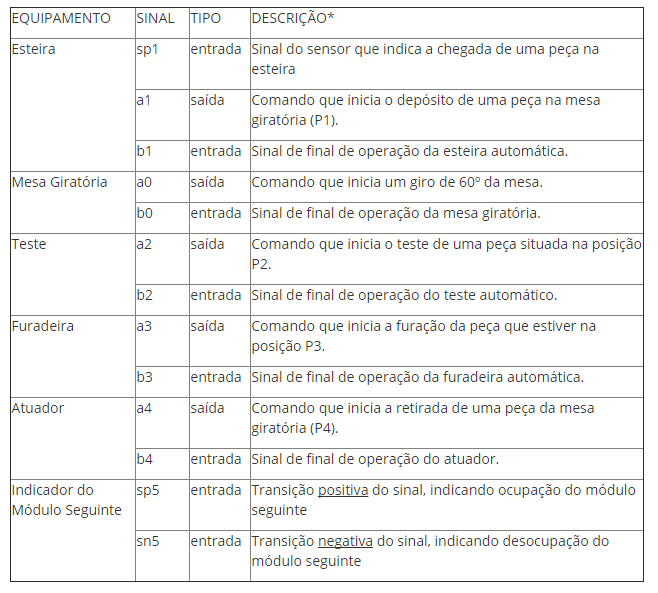 EQUIPAMENTO SINAL TIPO DESCRIÇÃO*
Esteira sp1 entrada Sinal do sensor que indica a chegada de uma peça na
esteira
a1 saída Comando que inicia o depósito de uma peça na mesa
giratória (P1).
b1 entrada Sinal de final de operação da esteira automática.
Mesa Giratória a0 saída Comando que inicia um giro de 60º da mesa.
b0 entrada Sinal de final de operação da mesa giratória.
Teste a2 saída Comando que inicia o teste de uma peça situada na posição
P2.
b2 entrada Sinal de final de operação do teste automático.
Furadeira a3 saída Comando que inicia a furação da peça que estiver na
posição P3.
b3 entrada Sinal de final de operação da furadeira automática.
Atuador a4 saída Comando que inicia a retirada de uma peça da mesa
giratória (P4).
b4 entrada Sinal de final de operação do atuador.
Indicador do sp5 entrada Transição positiva do sinal, indicando ocupação do módulo
Módulo Seguinte seguinte
sn5 entrada Transição negativa do sinal, indicando desocupação do
módulo seguinte